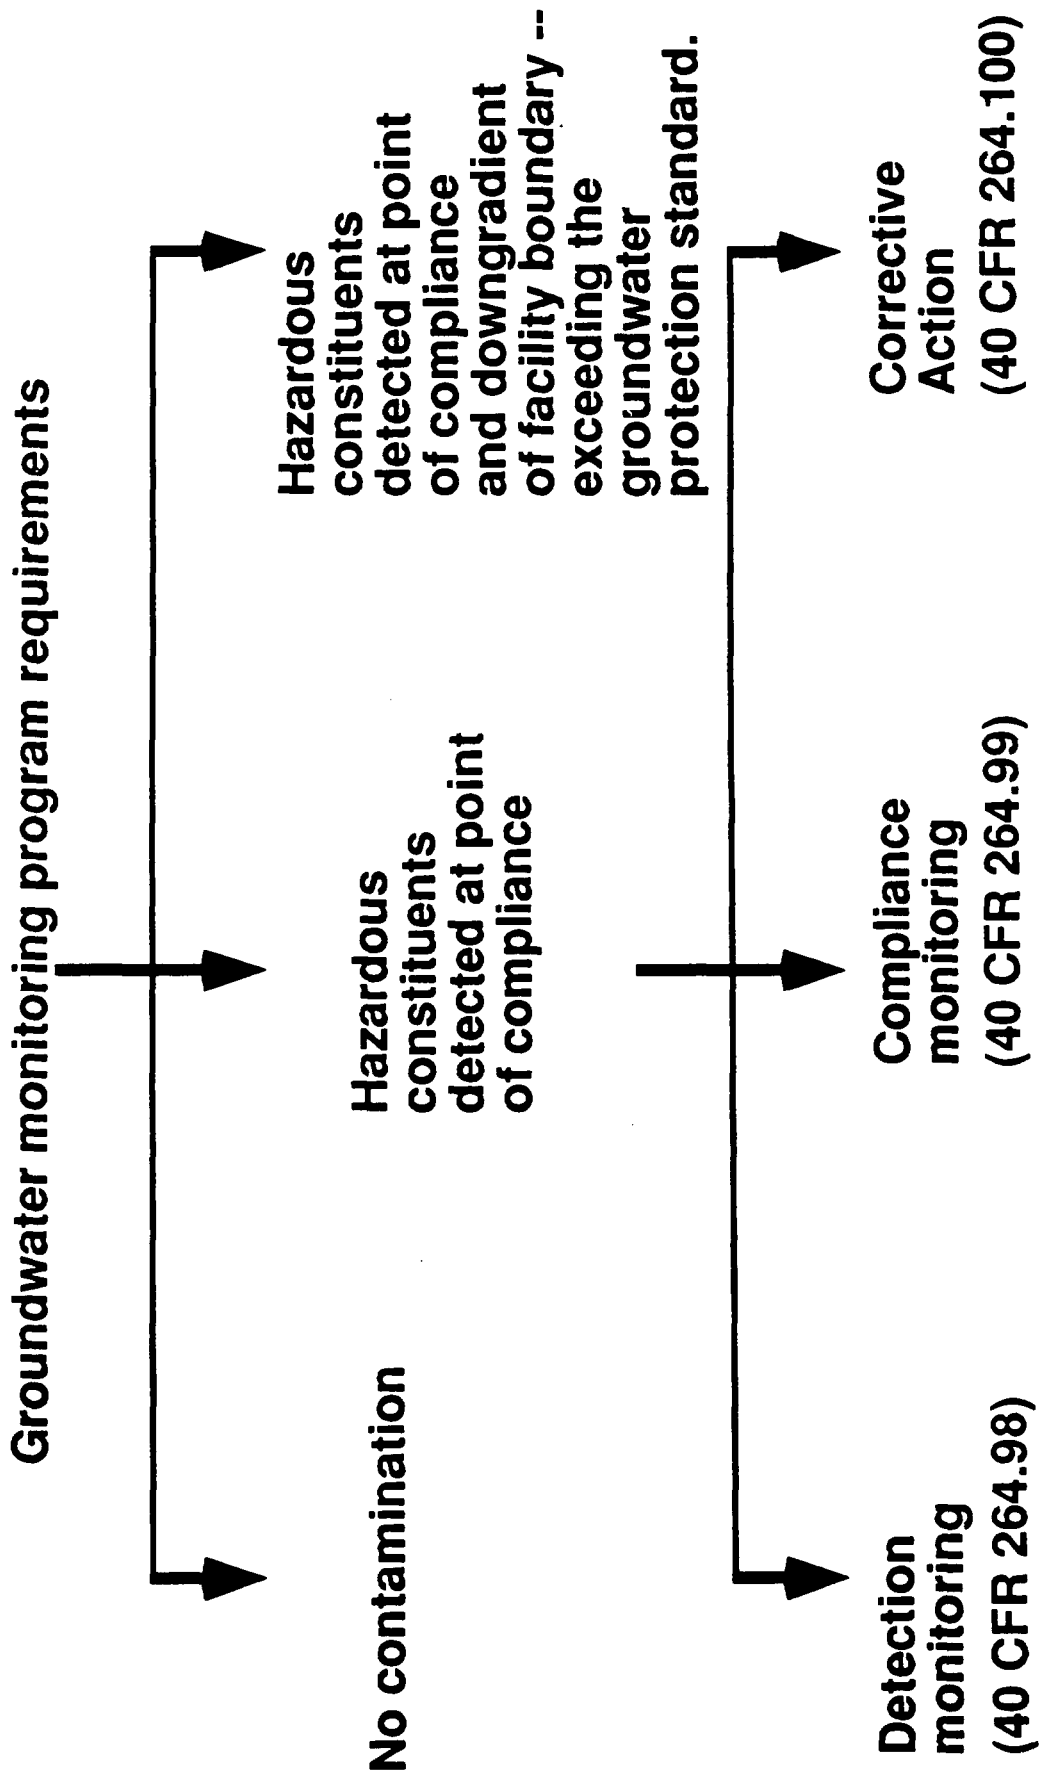 Groundwater monitoring program requirements
No contamination
Hazardous
constituents
detected at point
of compliance
Hazardous
constituents
detected at point
of compliance
and downgradient
of facility boundary --
exceeding the
groundwater
protection standard.
Detection
monitoring
(40 CFR 264.98)
Compliance
monitoring
(40 CFR 264.99)
Corrective
Action
(40 CFR 264.100)